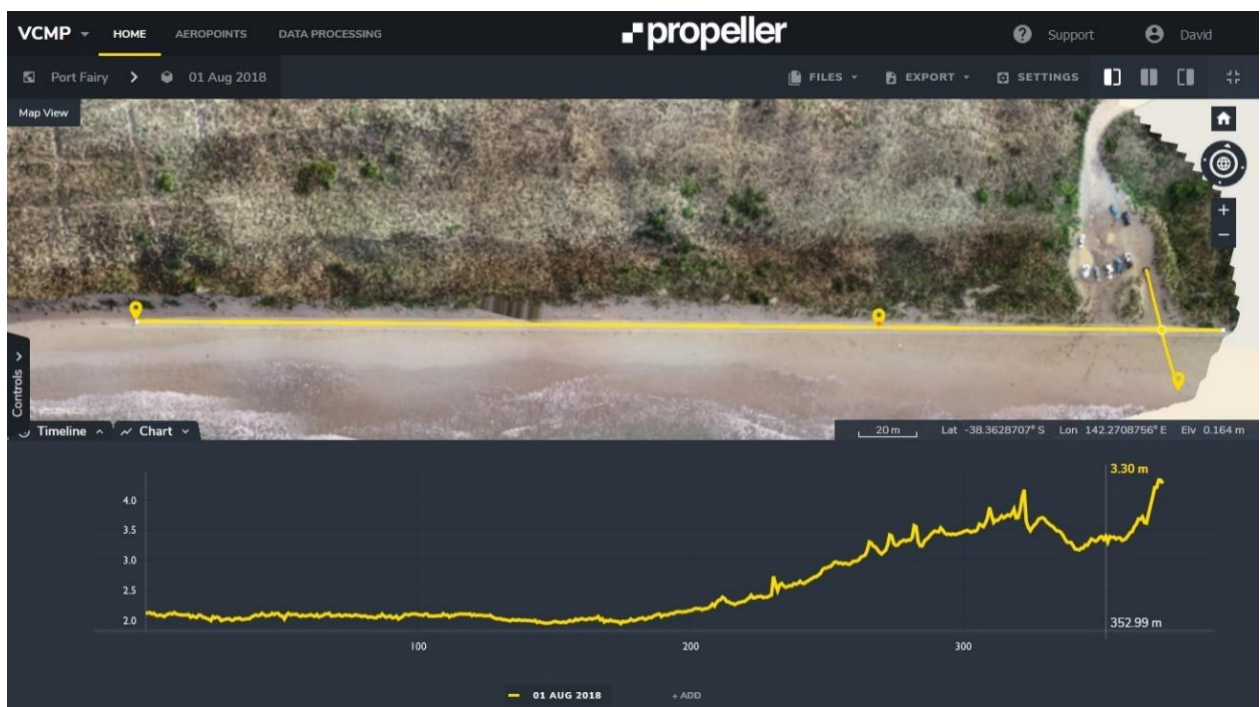 VCMP HOME AEROPOINTS DATA PROCESSING propeller Support David
Port Fairy 01 Aug 2018 FILES EXPORT SETTINGS
Map View
+
−
Controls
Timeline Chart 20 m Lat -38.3628707° S Lon 142.2708756° E Elv 0.164 m
3.30 m
4.0
3.5
3.0
2.5
2.0
352.99 m
100 200 300
01 AUG 2018 + ADD